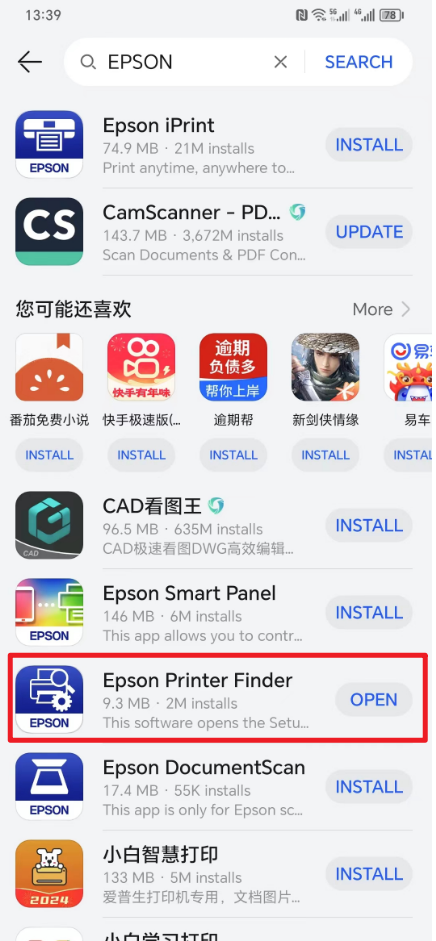 13:39
5G
4G
78
EPSON
SEARCH
Epson iPrint
74.9 MB · 21M installs
Print anytime, anywhere to...
INSTALL
EPSON
CamScanner - PD...
143.7 MB · 3,672M installs
Scan Documents & PDF Con...
UPDATE
CS
您可能还喜欢
More
快手有年味
逾期
负债多
帮你上岸
易车
番茄免费小说
快手极速版(...
逾期帮
新剑侠情缘
易车
INSTALL
INSTALL
INSTALL
INSTALL
INSTAL
CAD看图王
96.5 MB · 635M installs
CAD极速看图DWG高效编辑...
INSTALL
CAD
Epson Smart Panel
146 MB · 6M installs
This app allows you to contr...
INSTALL
EPSON
Epson Printer Finder
9.3 MB · 2M installs
This software opens the Setu...
OPEN
EPSON
Epson DocumentScan
17.4 MB · 55K installs
This app is only for Epson sc...
INSTALL
EPSON
小白智慧打印
133 MB · 5M installs
爱普生打印机专用，文档图片...
INSTALL
2024
小白学习打印